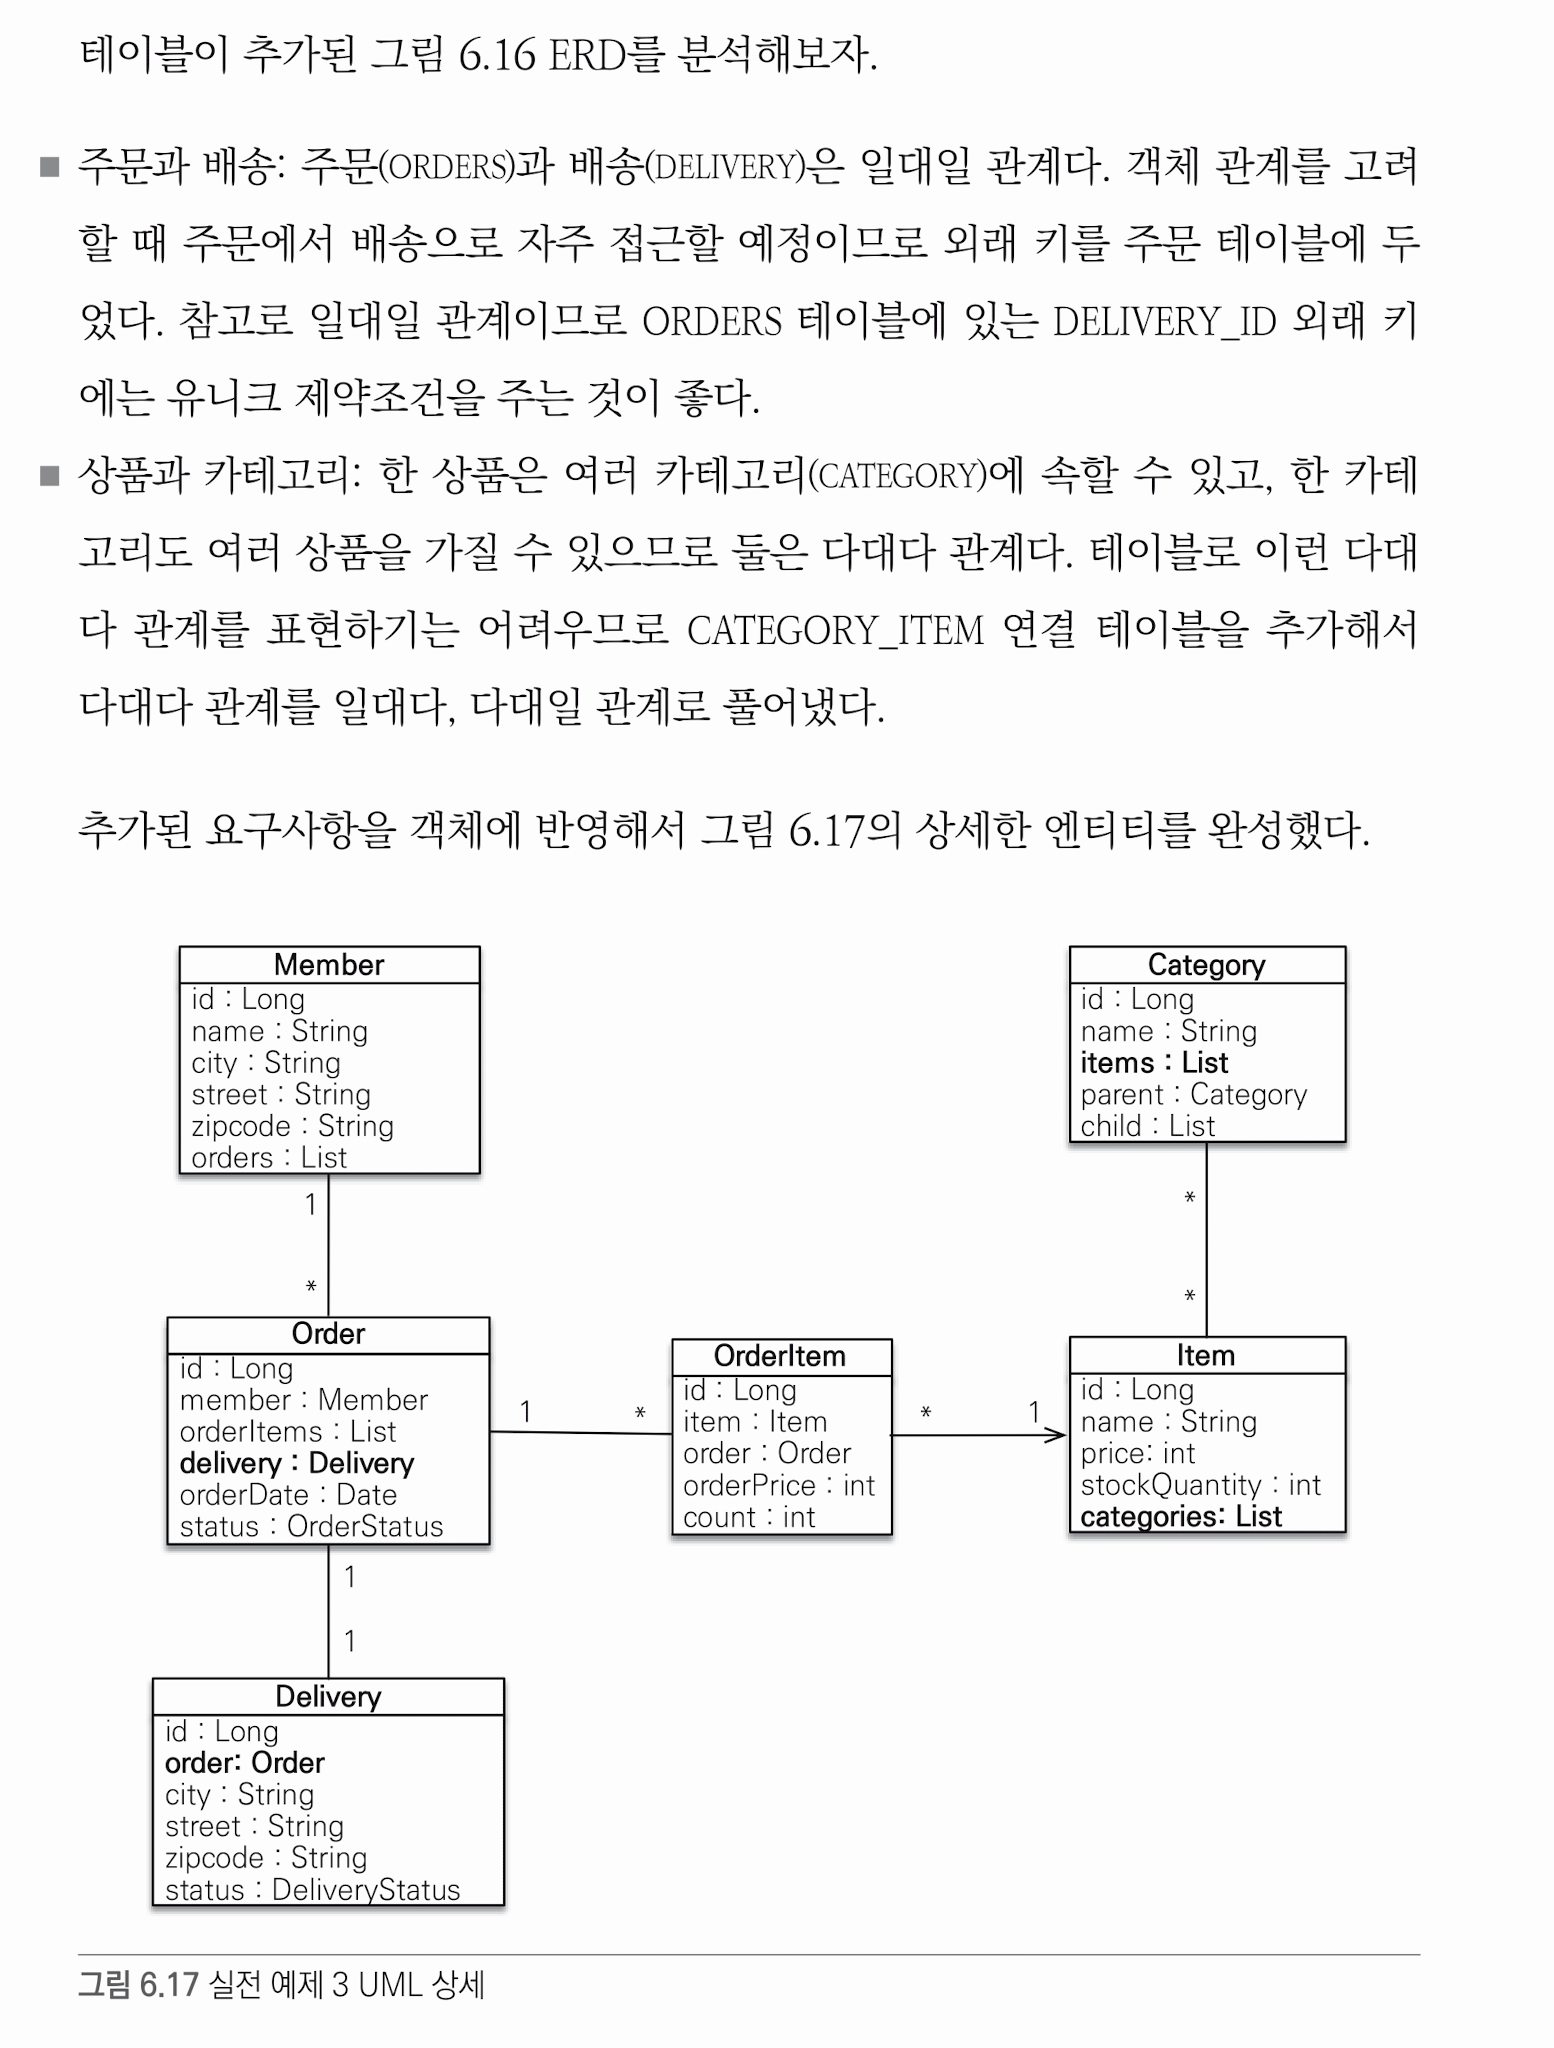 테이블이 추가된 그림 6.16 ERD를 분석해보자.
■ 주문과 배송: 주문(ORDERS)과 배송(DELIVERY)은 일대일 관계다. 객체 관계를 고려
할 때 주문에서 배송으로 자주 접근할 예정이므로 외래 키를 주문 테이블에 두
었다. 참고로 일대일 관계이므로 ORDERS 테이블에 있는 DELIVERY_ID 외래 키
에는 유니크 제약조건을 주는 것이 좋다.
■ 상품과 카테고리: 한 상품은 여러 카테고리(CATEGORY)에 속할 수 있고, 한 카테
고리도 여러 상품을 가질 수 있으므로 둘은 다대다 관계다. 테이블로 이런 다대
다 관계를 표현하기는 어려우므로 CATEGORY_ITEM 연결 테이블을 추가해서
다대다 관계를 일대다, 다대일 관계로 풀어냈다.
추가된 요구사항을 객체에 반영해서 그림 6.17의 상세한 엔티티를 완성했다.
Member
id : Long
name : String
city : String
street : String
zipcode : String
orders : List
1
*
Category
id : Long
name : String
items : List
parent : Category
child : List
*
*
Order
id : Long
member : Member
orderItems : List
delivery : Delivery
orderDate : Date
status : OrderStatus
1
*
OrderItem
id : Long
item : Item
order : Order
orderPrice : int
count : int
*
1
Item
id : Long
name : String
price: int
stockQuantity : int
categories: List
1
1
Delivery
id : Long
order: Order
city : String
street : String
zipcode : String
status : DeliveryStatus
그림 6.17 실전 예제 3 UML 상세